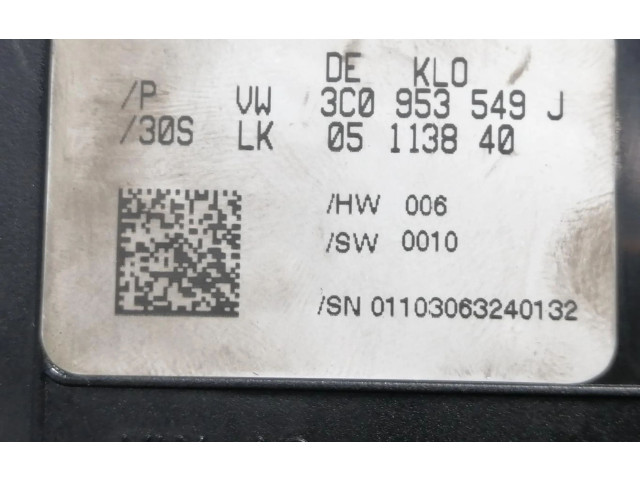 DE KLO
/P VW 3C0 953 549 J
/30S LK 05 1138 40
/HW 006
/SW 0010
/SN 01103063240132